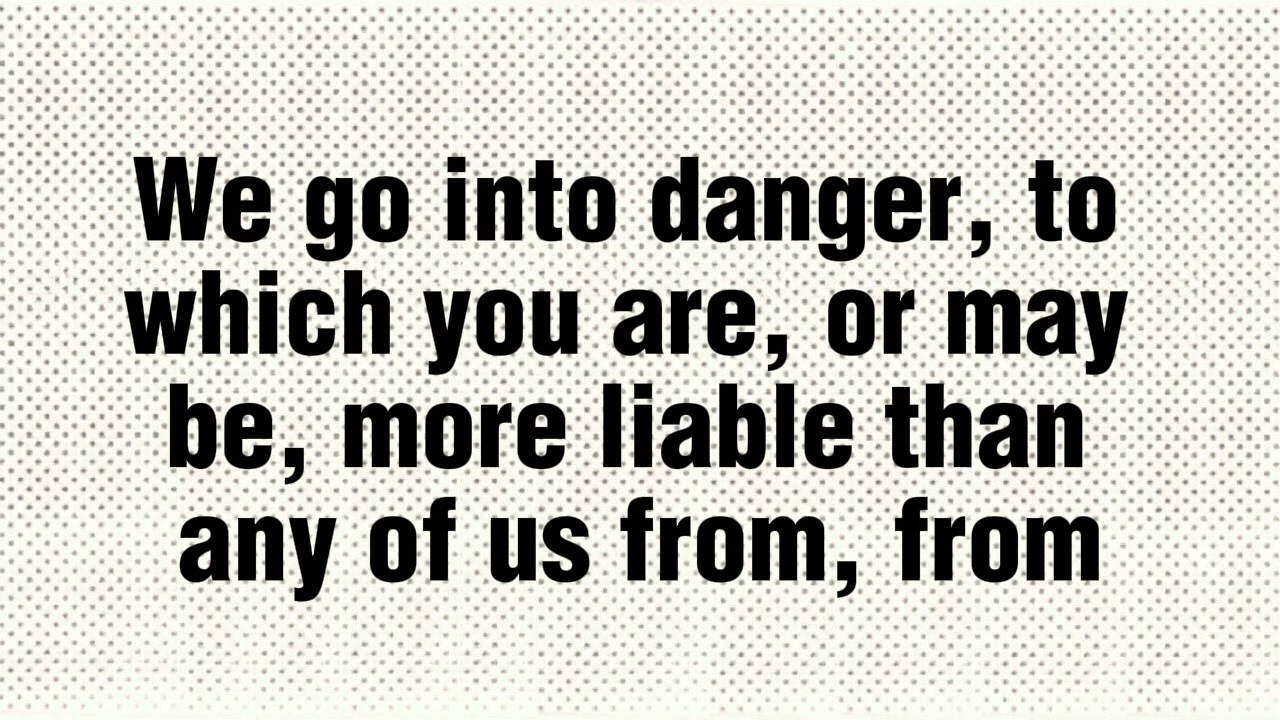 We go into danger, to
which you are, or may
be, more liable than
any of us from, from